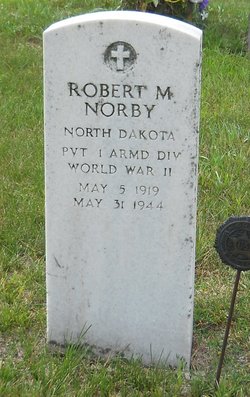 ROBERT M
NORBY
NORTH DAKOTA
PVT 1 ARMD DIV
WORLD WAR II
MAY 5 1919
MAY 31 1944